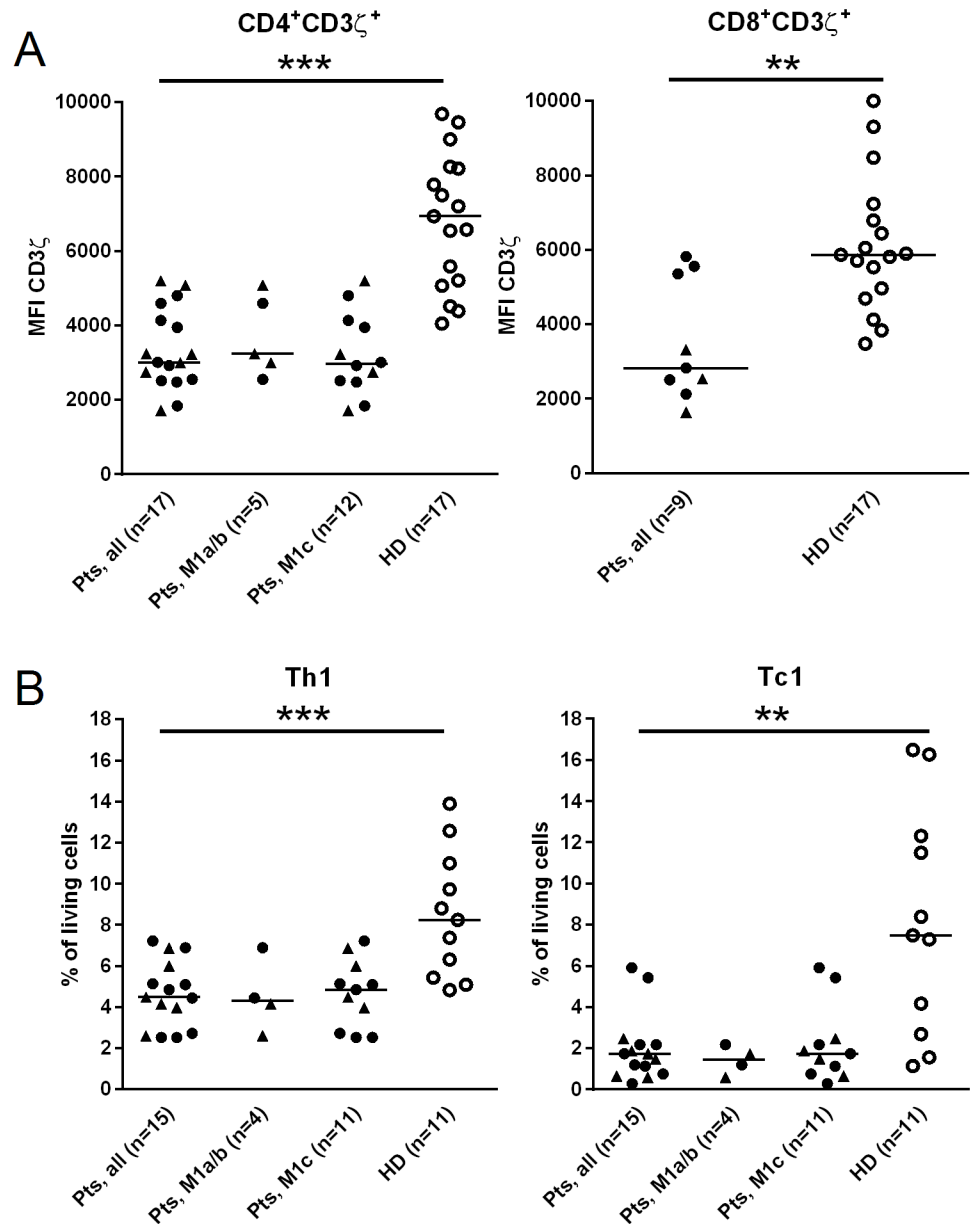 A
CD4⁺CD3ζ⁺
***
MFI CD3ζ
10000
8000
6000
4000
2000
0
Pts, all (n=17)
Pts, M1a/b (n=5)
Pts, M1c (n=12)
HD (n=17)
CD8⁺CD3ζ⁺
**
MFI CD3ζ
10000
8000
6000
4000
2000
0
Pts, all (n=9)
HD (n=17)
B
Th1
***
% of living cells
18
16
14
12
10
8
6
4
2
0
Pts, all (n=15)
Pts, M1a/b (n=4)
Pts, M1c (n=11)
HD (n=11)
Tc1
**
% of living cells
18
16
14
12
10
8
6
4
2
0
Pts, all (n=15)
Pts, M1a/b (n=4)
Pts, M1c (n=11)
HD (n=11)